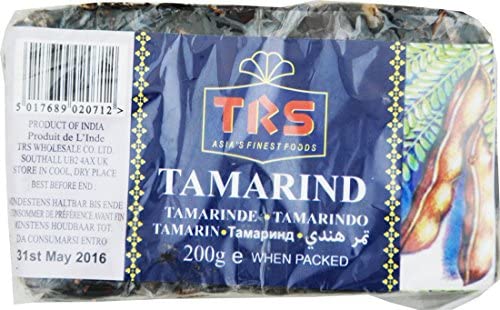 5 017689 020712 >
PRODUCT OF INDIA
Produit de L'Inde
TRS WHOLESALE CO. LTD.
SOUTHALL UB2 4AX UK
STORE IN COOL, DRY PLACE
BEST BEFORE END:
MINDESTENS HALTBAR BIS ENDE
CONSOMMER DE PRÉFÉRENCE AVANT FIN
MINSTENS HOUDBAAR TOT.
DA CONSUMARSI ENTRO
31st May 2016
TRS
ASIA'S FINEST FOODS
TAMARIND
TAMARINDE • TAMARINDO
TAMARIN • Тамаринд • تمر هندي
200g e WHEN PACKED